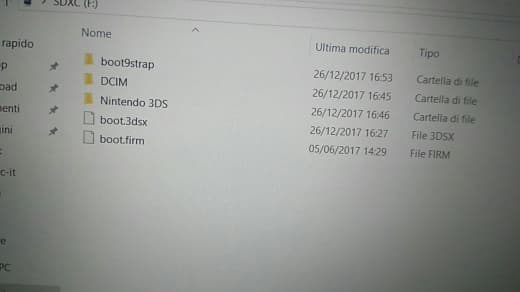 SDXC (F:)
rapido
Nome
Ultima modifica
Tipo
boot9strap
26/12/2017 16:53
Cartella di file
DCIM
26/12/2017 16:45
Cartella di file
Nintendo 3DS
26/12/2017 16:46
Cartella di file
boot.3dsx
26/12/2017 16:27
File 3DSX
boot.firm
05/06/2017 14:29
File FIRM
op
oad
enti
ini
c-it
e
PC